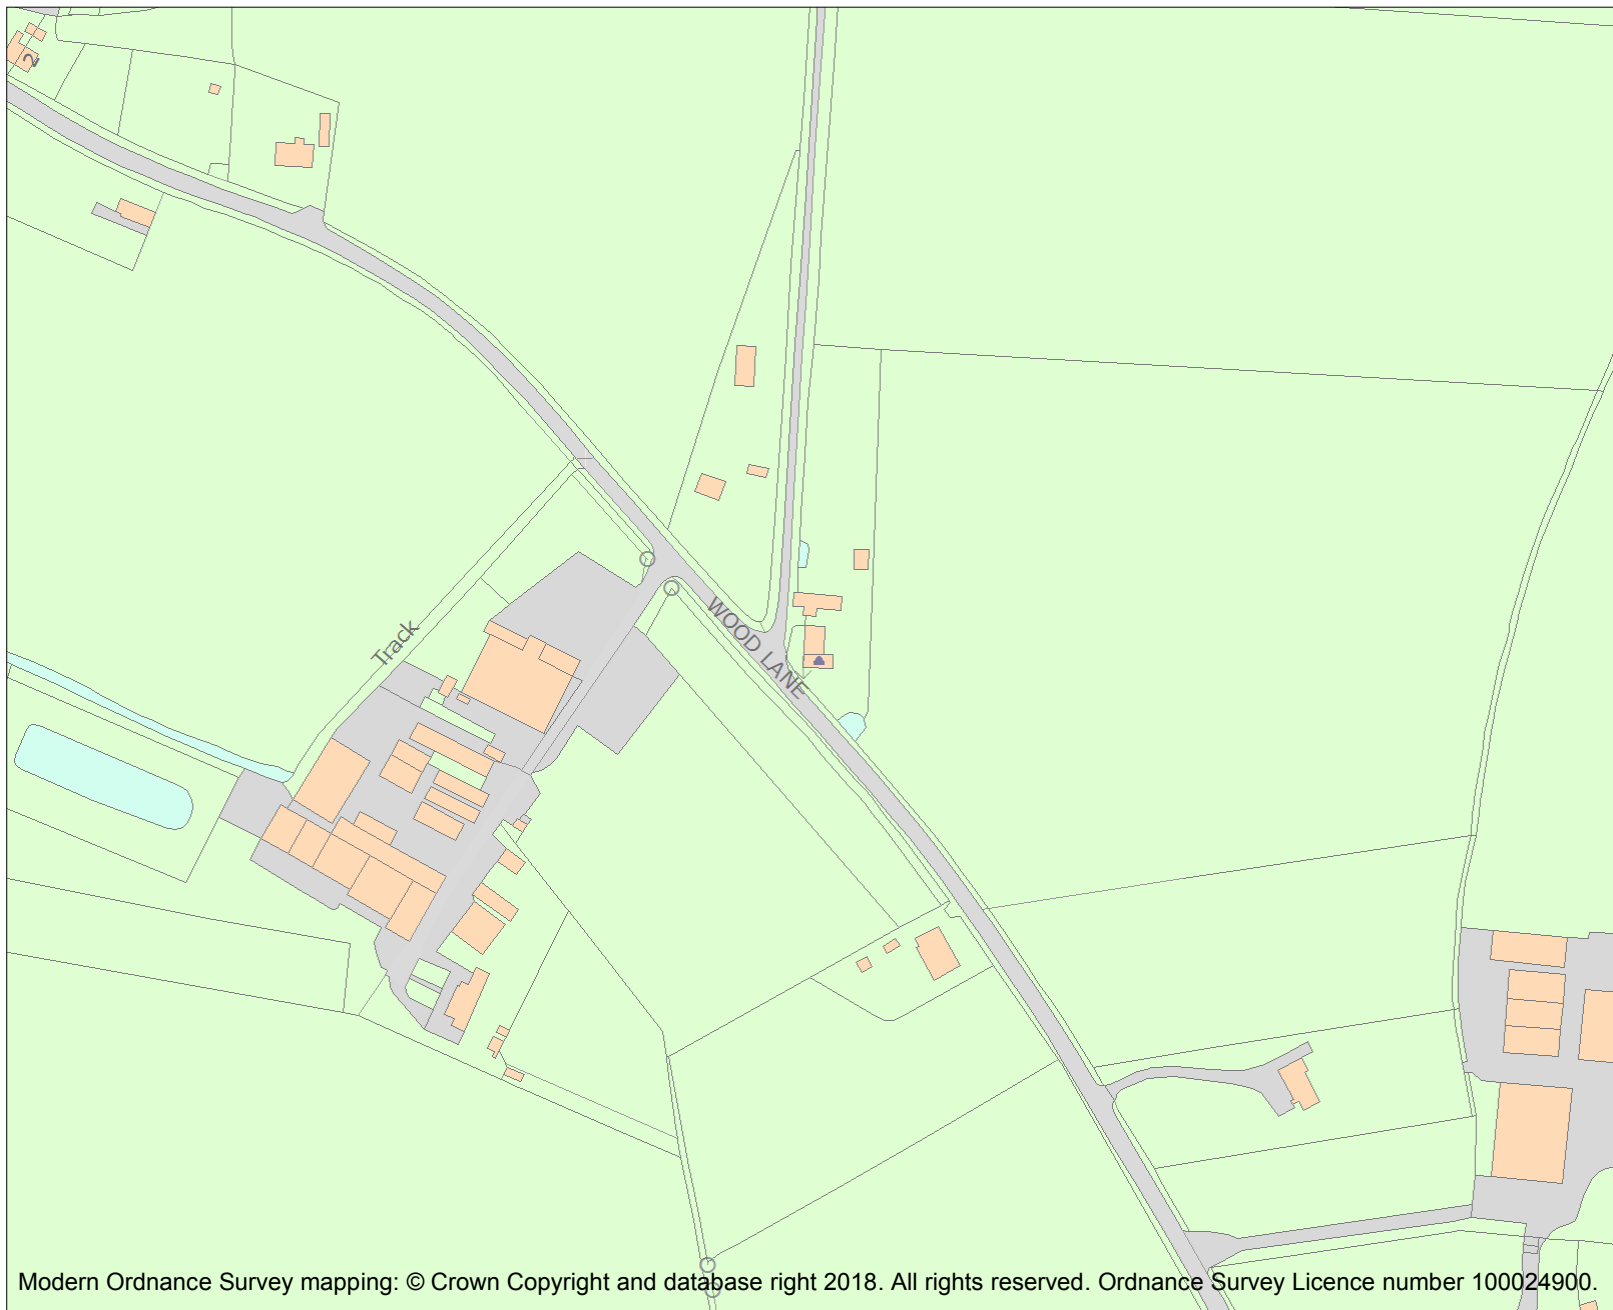 2
WOOD LANE
Track
Modern Ordnance Survey mapping: © Crown Copyright and database right 2018. All rights reserved. Ordnance Survey Licence number 100024900.